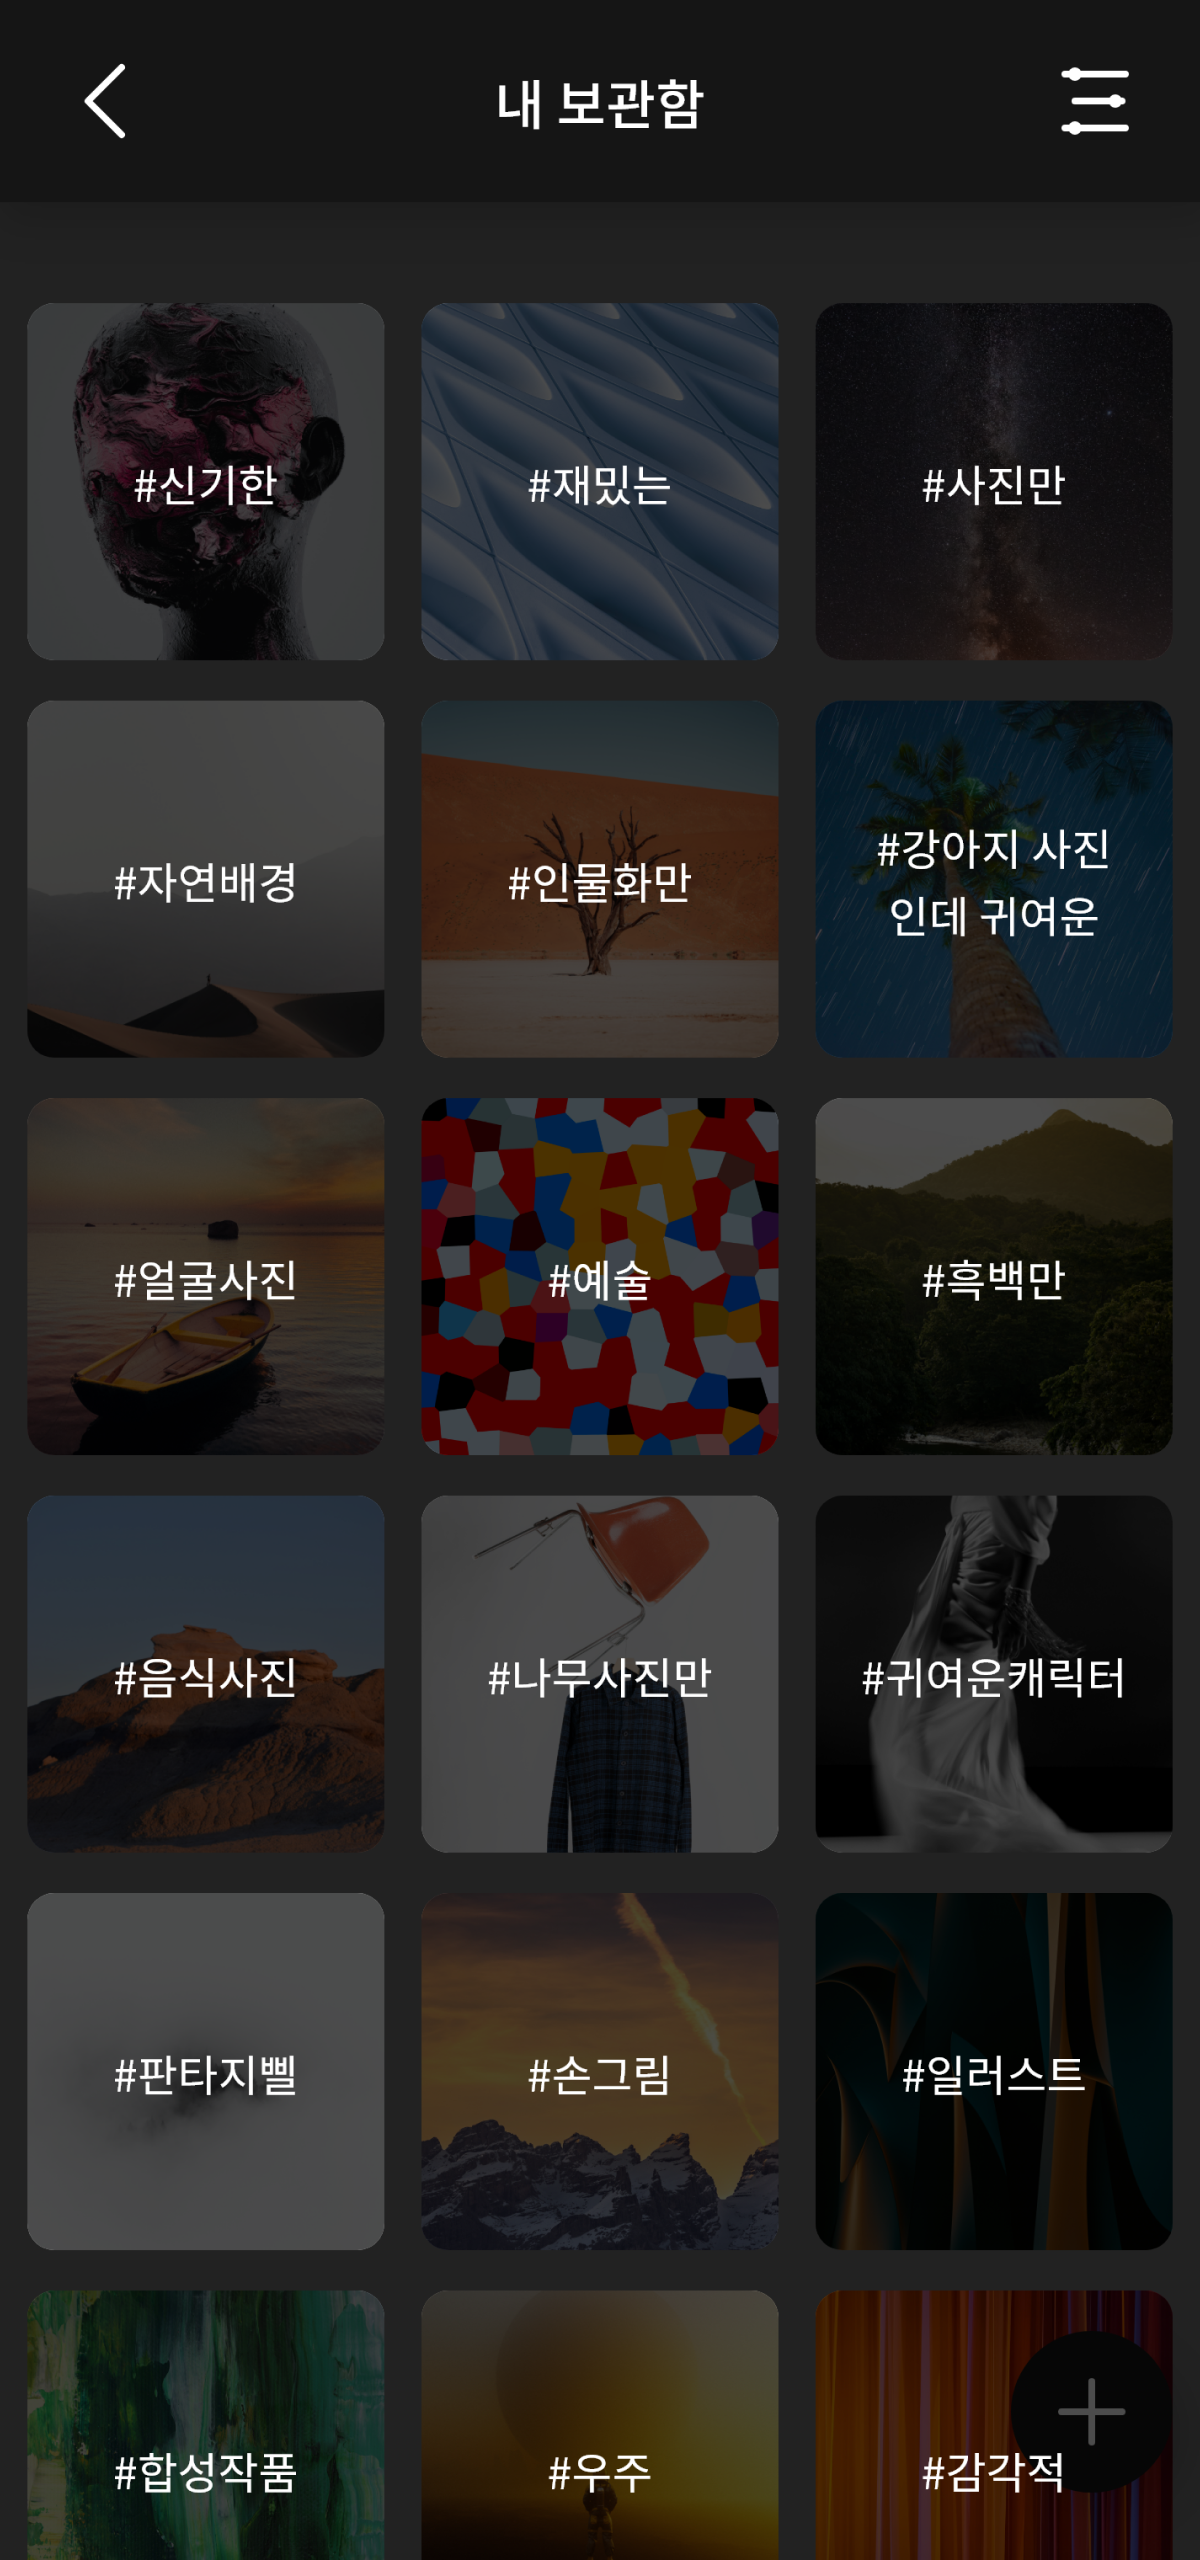 내 보관함
#신기한
#재밌는
#사진만
#자연배경
#인물화만
#강아지 사진
인데 귀여운
#얼굴사진
#예술
#흑백만
#음식사진
#나무사진만
#귀여운캐릭터
#판타지삘
#손그림
#일러스트
#합성작품
#우주
#감각적